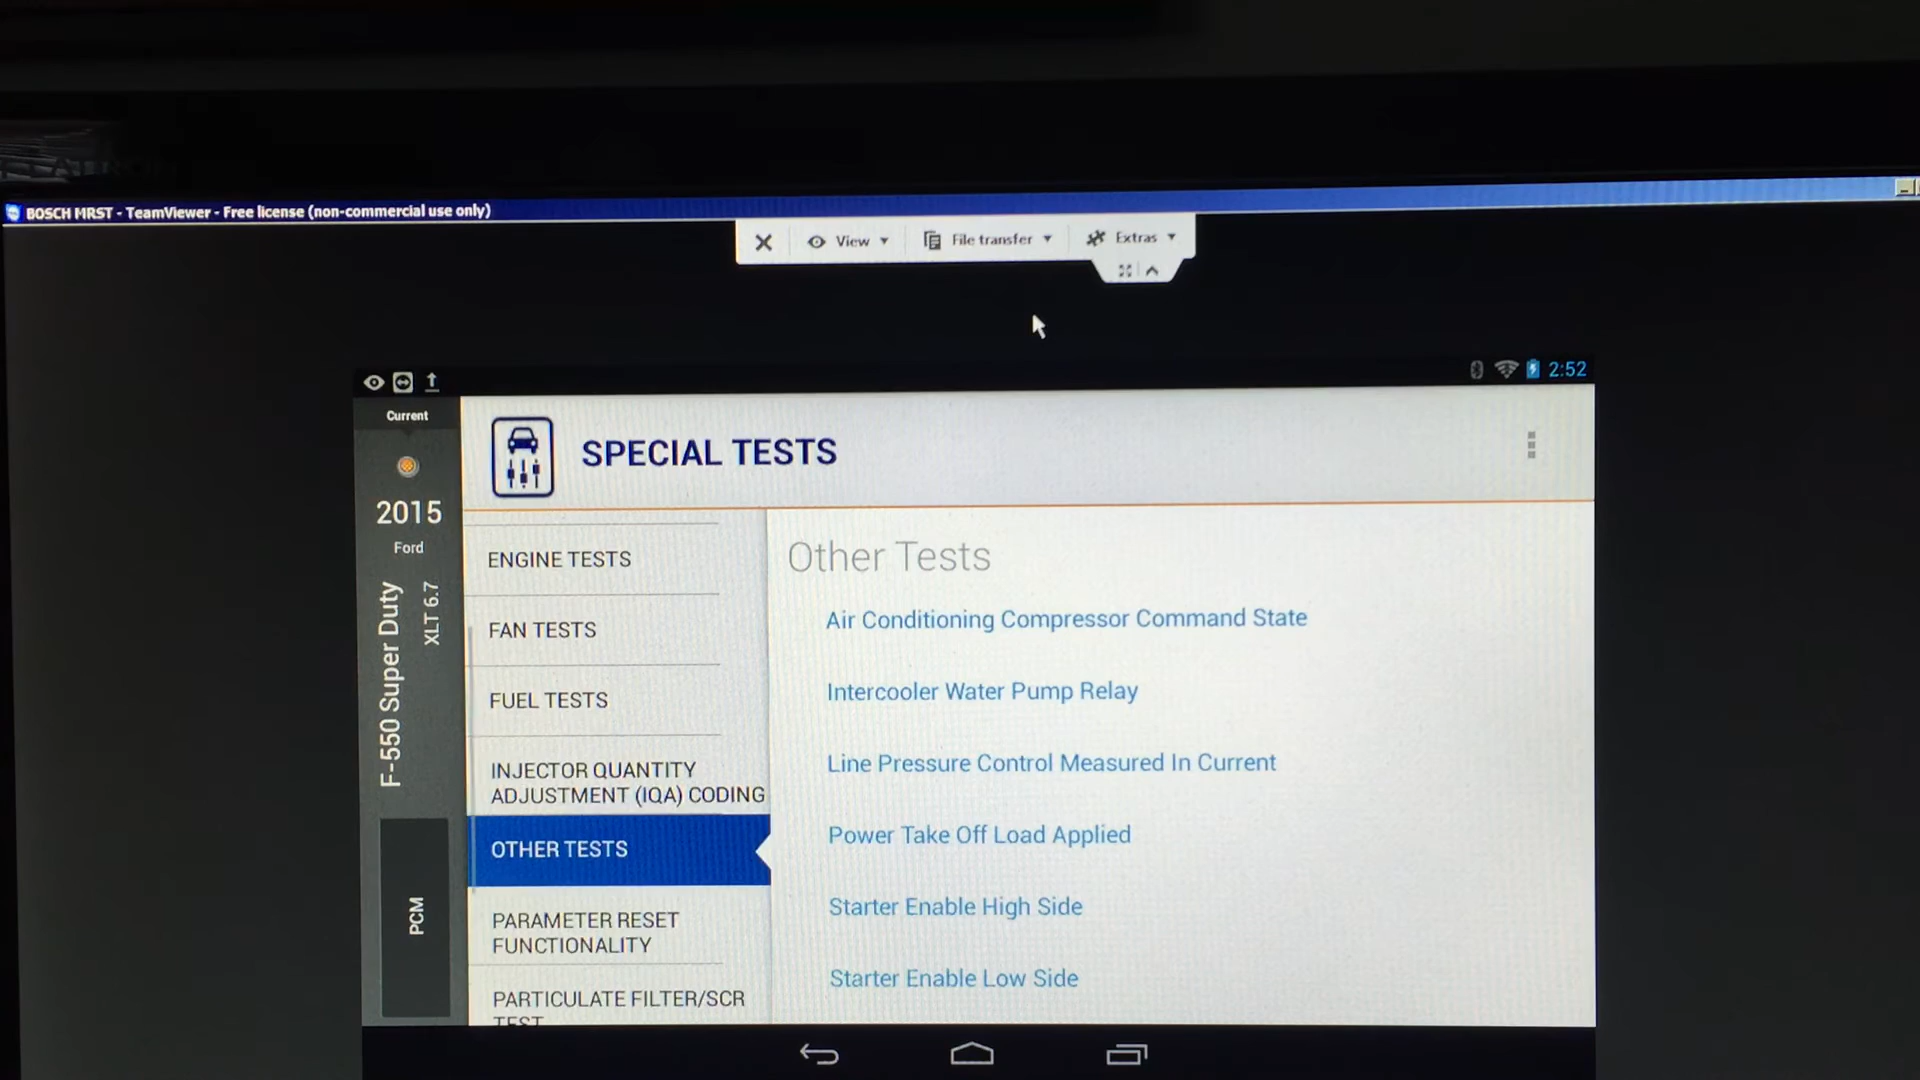 BOSCH MRST - TeamViewer - Free license (non-commercial use only)
View
File transfer
Extras
2:52
Current
2015
Ford
F-550 Super Duty
XLT 6.7
PCM
SPECIAL TESTS
ENGINE TESTS
FAN TESTS
FUEL TESTS
INJECTOR QUANTITY
ADJUSTMENT (IQA) CODING
OTHER TESTS
PARAMETER RESET
FUNCTIONALITY
PARTICULATE FILTER/SCR
TEST
Other Tests
Air Conditioning Compressor Command State
Intercooler Water Pump Relay
Line Pressure Control Measured In Current
Power Take Off Load Applied
Starter Enable High Side
Starter Enable Low Side